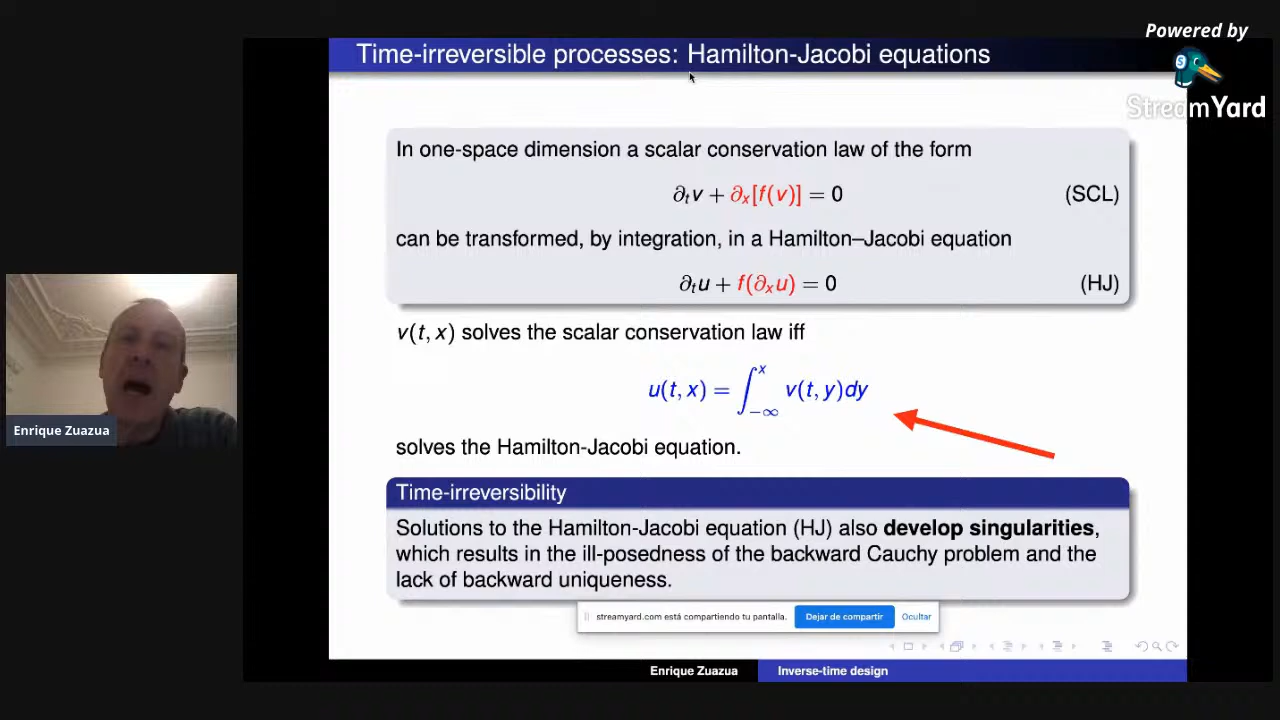 Powered by
StreamYard
Time-irreversible processes: Hamilton-Jacobi equations
In one-space dimension a scalar conservation law of the form
∂ₜv + ∂ₓ[f(v)] = 0 (SCL)
can be transformed, by integration, in a Hamilton–Jacobi equation
∂ₜu + f(∂ₓu) = 0 (HJ)
v(t, x) solves the scalar conservation law iff
u(t, x) = ∫_{-∞}^{x} v(t, y)dy
solves the Hamilton-Jacobi equation.
Time-irreversibility
Solutions to the Hamilton-Jacobi equation (HJ) also develop singularities,
which results in the ill-posedness of the backward Cauchy problem and the
lack of backward uniqueness.
streamyard.com está compartiendo tu pantalla. Dejar de compartir Ocultar
Enrique Zuazua Inverse-time design
Enrique Zuazua